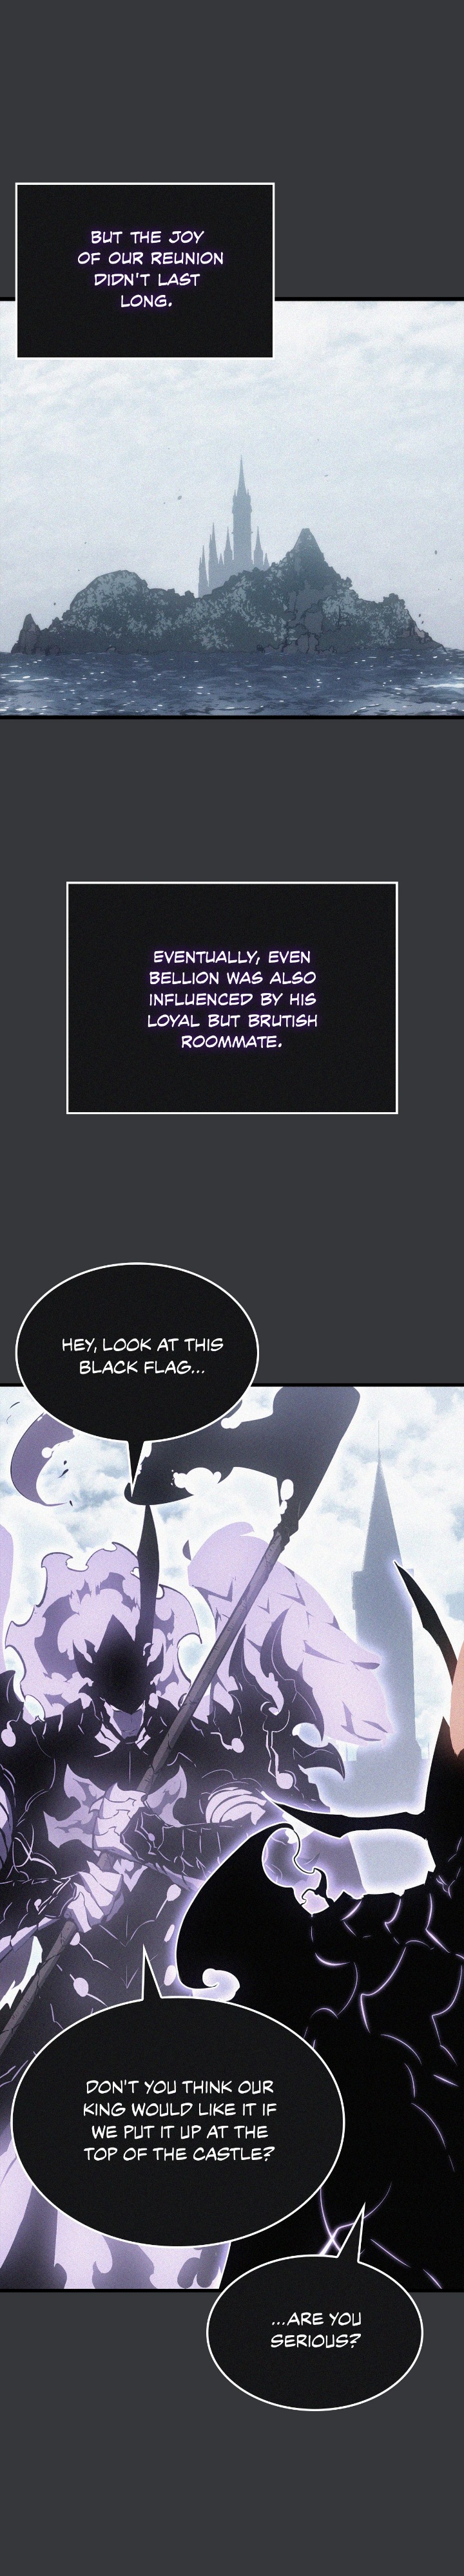 BUT THE JOY
OF OUR REUNION
DIDN'T LAST
LONG.
EVENTUALLY, EVEN
BELLION WAS ALSO
INFLUENCED BY HIS
LOYAL BUT BRUTISH
ROOMMATE.
HEY, LOOK AT THIS
BLACK FLAG...
DON'T YOU THINK OUR
KING WOULD LIKE IT IF
WE PUT IT UP AT THE
TOP OF THE CASTLE?
...ARE YOU
SERIOUS?